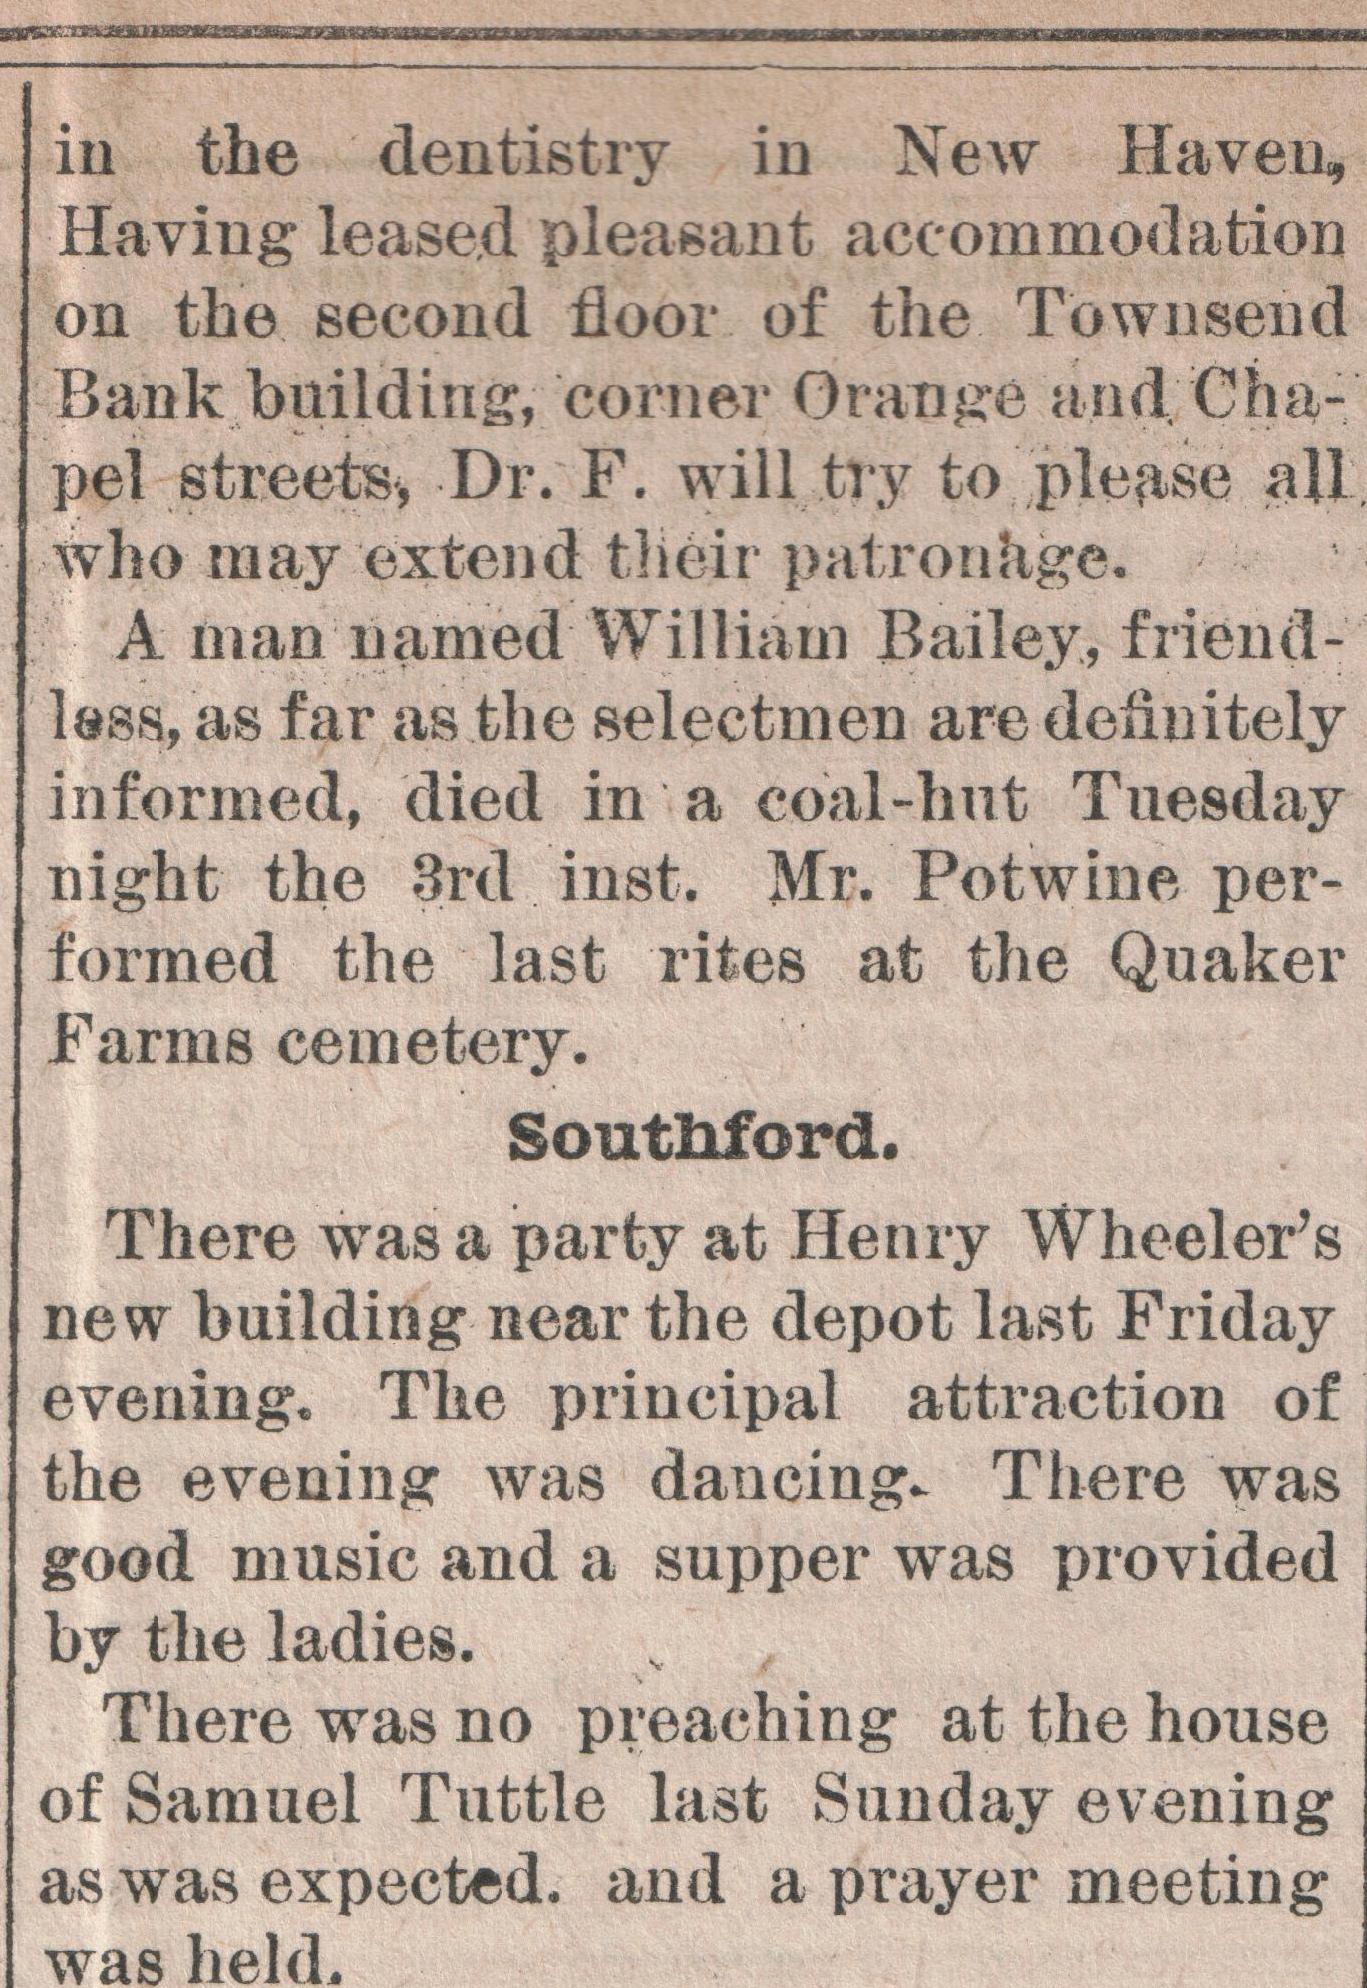 in the dentistry in New Haven,
Having leased pleasant accommodation
on the second floor of the Townsend
Bank building, corner Orange and Cha-
pel streets, Dr. F. will try to please all
who may extend their patronage.
A man named William Bailey, friend-
less, as far as the selectmen are definitely
informed, died in a coal-hut Tuesday
night the 3rd inst. Mr. Potwine per-
formed the last rites at the Quaker
Farms cemetery.
Southford.
There was a party at Henry Wheeler's
new building near the depot last Friday
evening. The principal attraction of
the evening was dancing. There was
good music and a supper was provided
by the ladies.
There was no preaching at the house
of Samuel Tuttle last Sunday evening
as was expected. and a prayer meeting
was held.